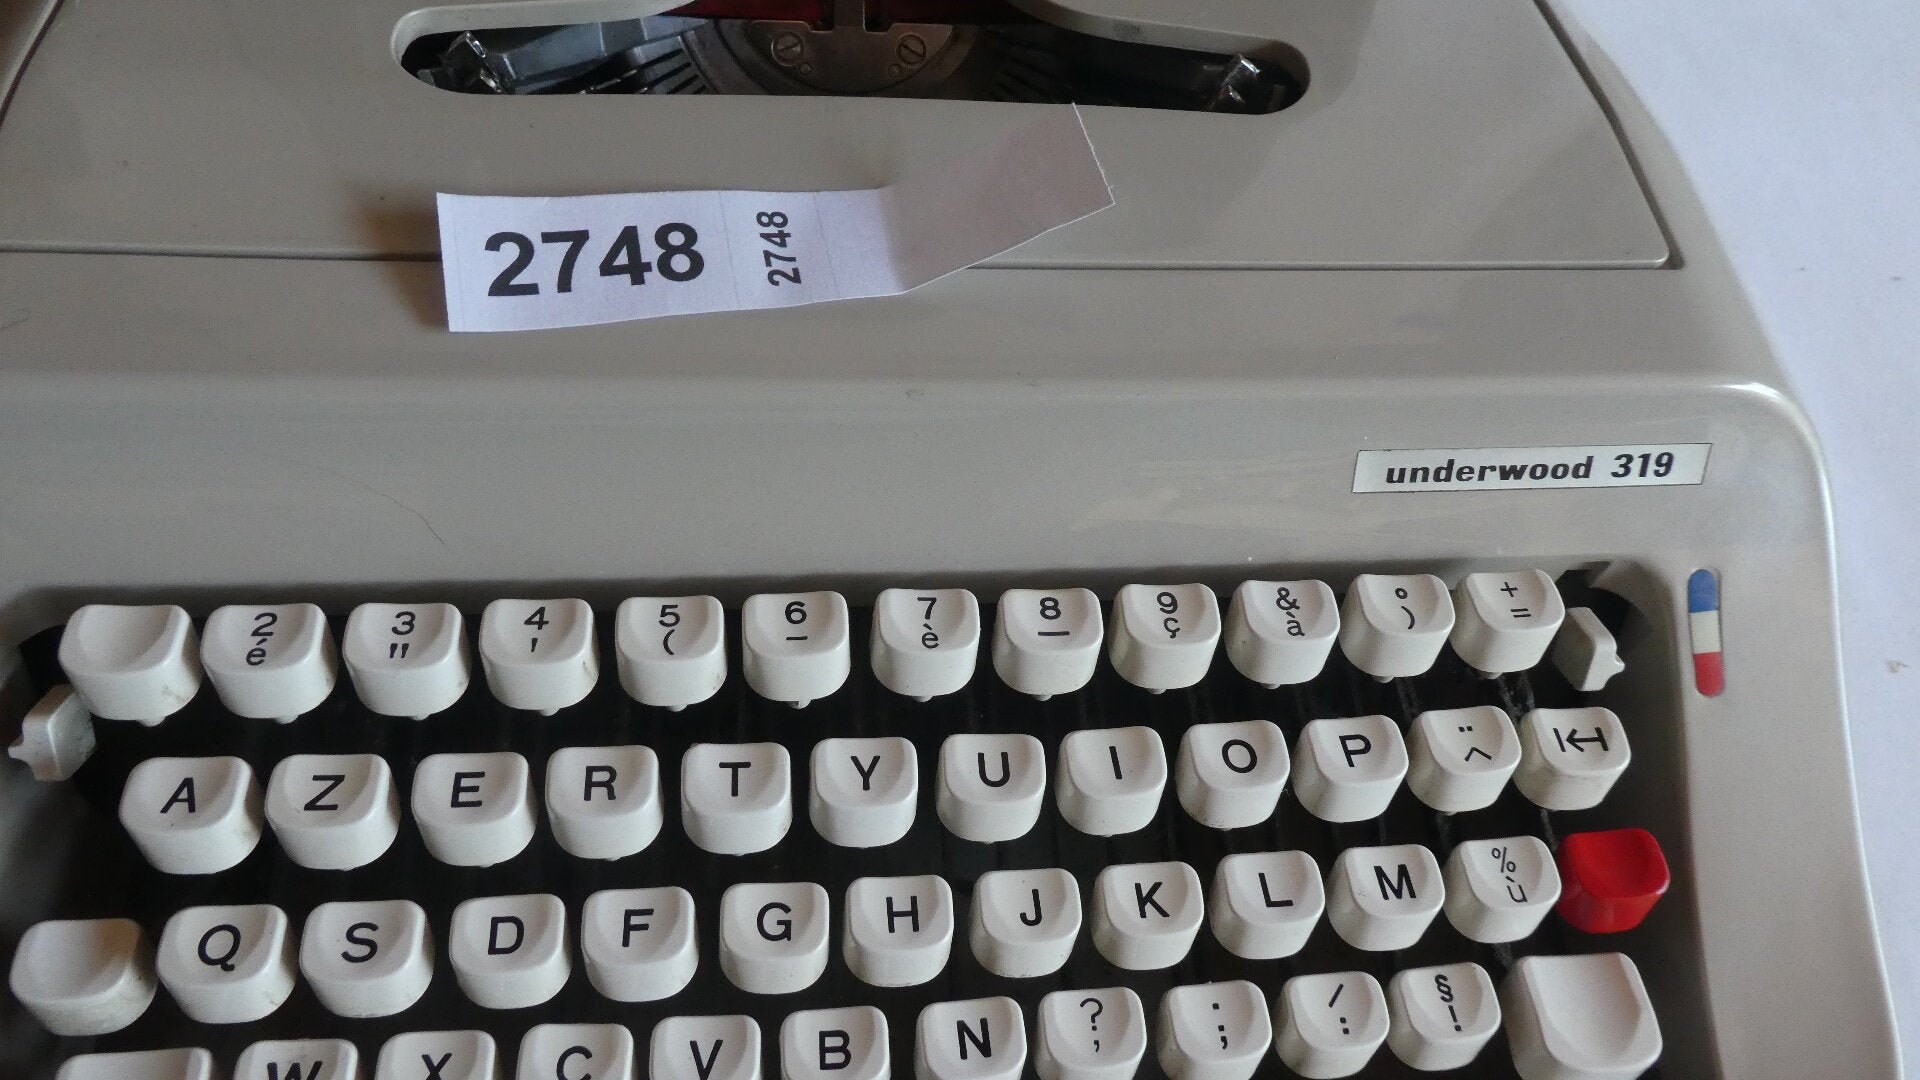 2748 2748
underwood 319
2 3 4 5 6 7 8 9 & ° +
é " ' ( - è _ ç à ) =
A Z E R T Y U I O P ¨ ^
Q S D F G H J K L M % ù
W X C V B N ? , . ; / : § !